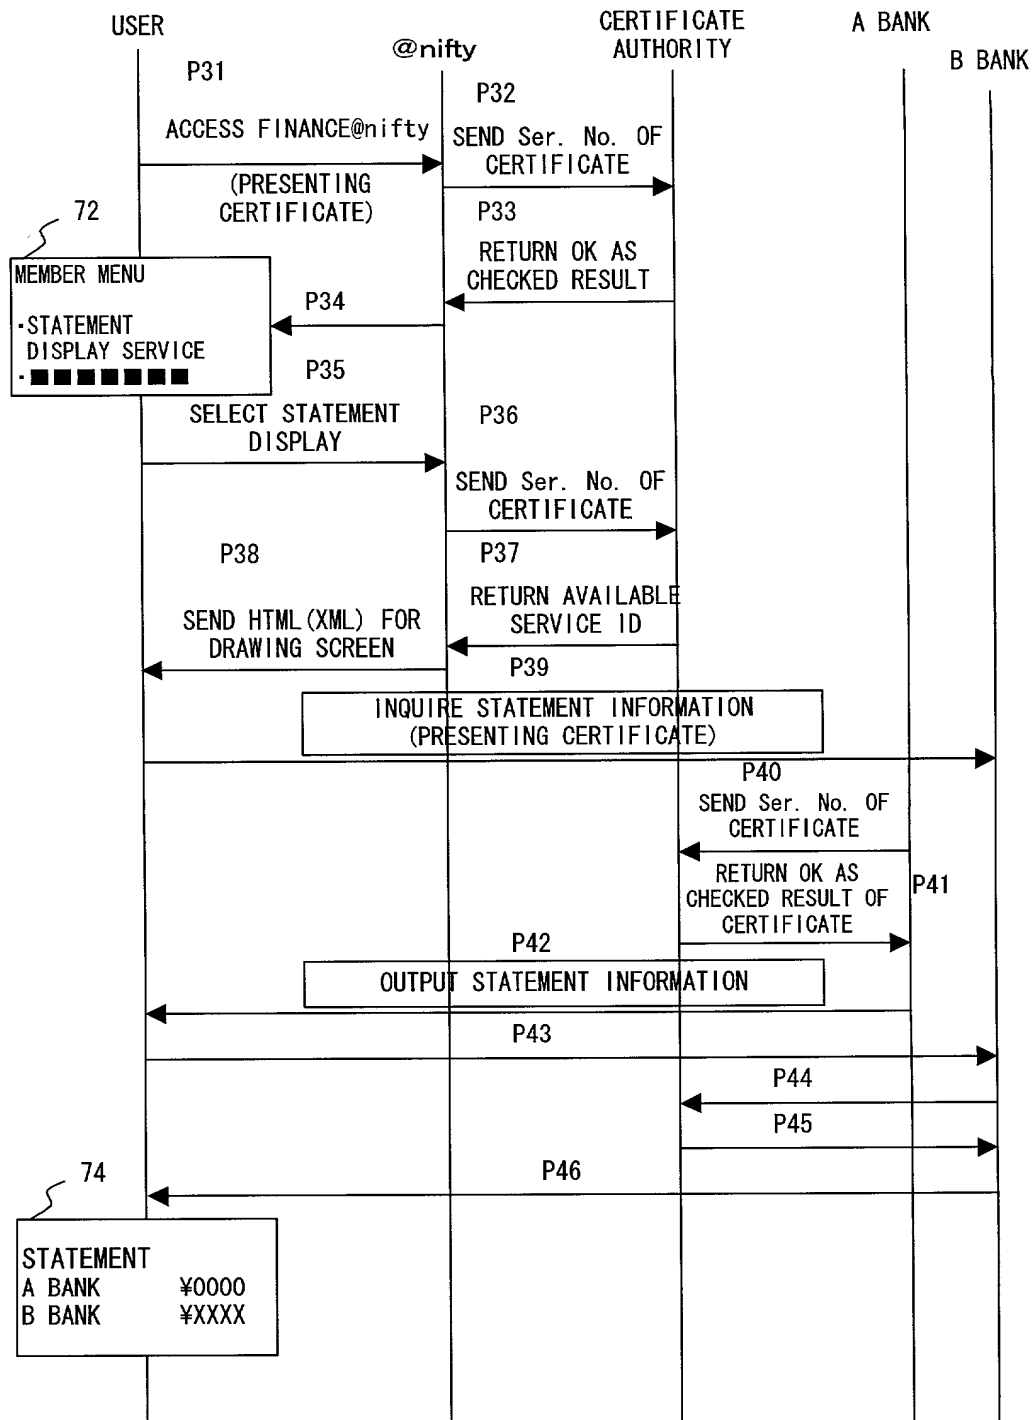 USER
@nifty
CERTIFICATE
AUTHORITY
A BANK
B BANK
P31
ACCESS FINANCE@nifty
(PRESENTING
CERTIFICATE)
P32
SEND Ser. No. OF
CERTIFICATE
P33
RETURN OK AS
CHECKED RESULT
72
MEMBER MENU
·STATEMENT
DISPLAY SERVICE
·■■■■■■■
P34
P35
SELECT STATEMENT
DISPLAY
P36
SEND Ser. No. OF
CERTIFICATE
P37
RETURN AVAILABLE
SERVICE ID
P38
SEND HTML(XML) FOR
DRAWING SCREEN
P39
INQUIRE STATEMENT INFORMATION
(PRESENTING CERTIFICATE)
P40
SEND Ser. No. OF
CERTIFICATE
RETURN OK AS
CHECKED RESULT OF
CERTIFICATE
P41
P42
OUTPUT STATEMENT INFORMATION
P43
P44
P45
P46
74
STATEMENT
A BANK ¥0000
B BANK ¥XXXX